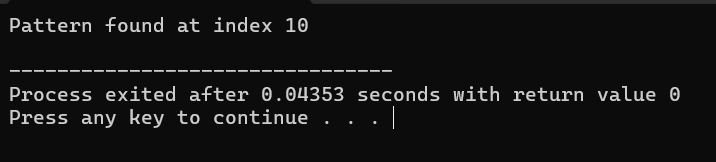 Pattern found at index 10
--------------------------------
Process exited after 0.04353 seconds with return value 0
Press any key to continue . . .